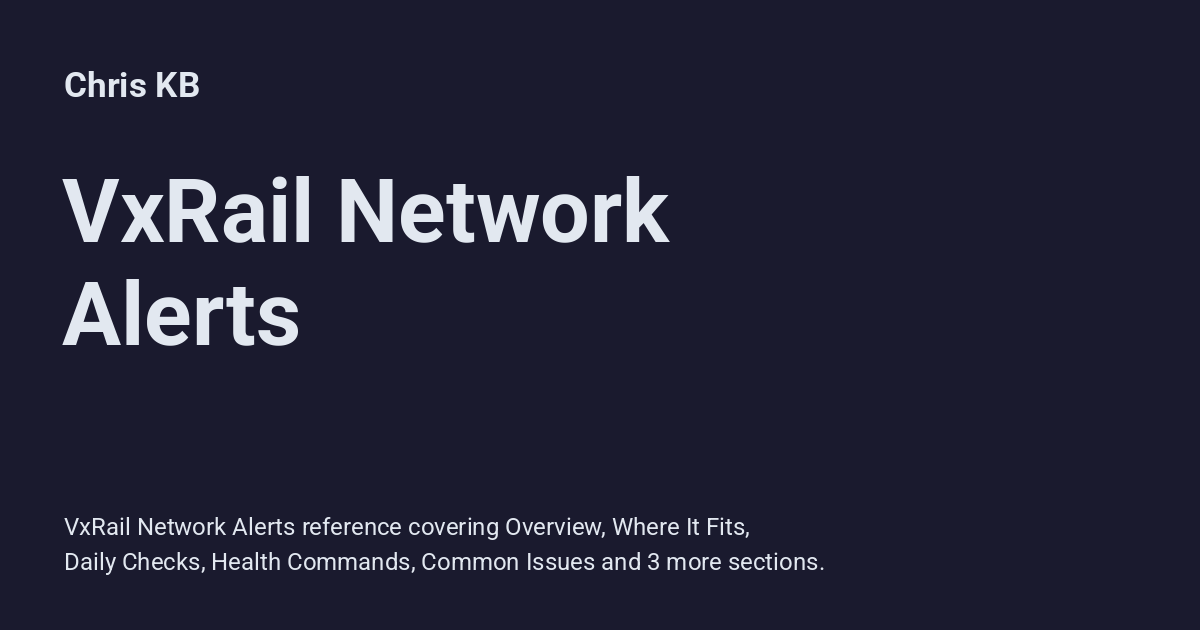 Chris KB
VxRail Network
Alerts
VxRail Network Alerts reference covering Overview, Where It Fits,
Daily Checks, Health Commands, Common Issues and 3 more sections.